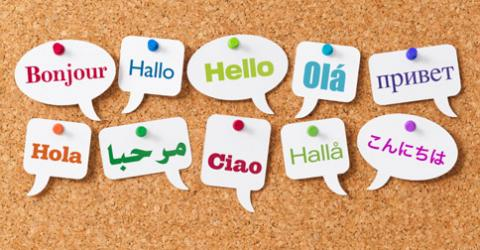 Bonjour
Hallo
Hello
Olá
привет
Hola
مرحبا
Ciao
Hallå
こんにちは